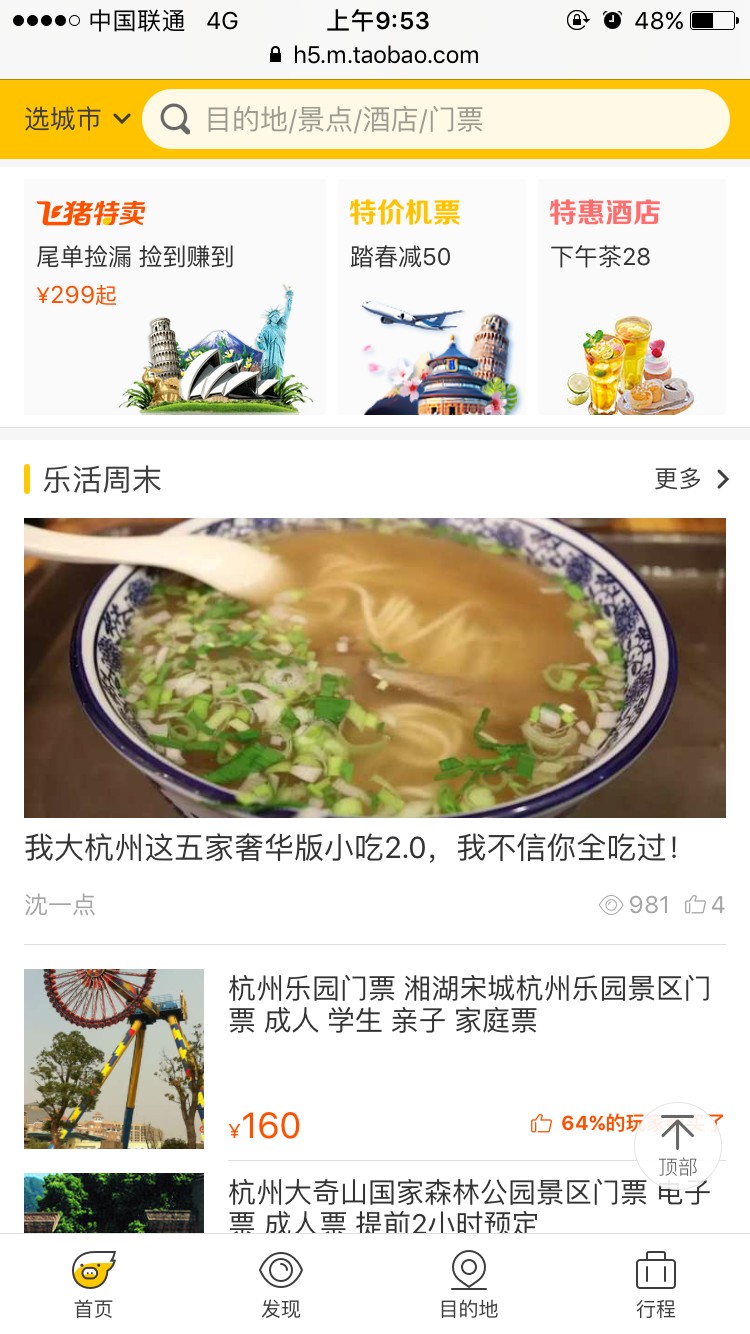 中国联通 4G 上午9:53 48%
h5.m.taobao.com
选城市 目的地/景点/酒店/门票
飞猪特卖
尾单捡漏 捡到赚到
¥299起
特价机票
踏春减50
特惠酒店
下午茶28
乐活周末 更多
我大杭州这五家奢华版小吃2.0，我不信你全吃过！
沈一点 981 4
杭州乐园门票 湘湖宋城杭州乐园景区门
票 成人 学生 亲子 家庭票
¥160 64%的玩家买了
顶部
杭州大奇山国家森林公园景区门票 电子
票 成人票 提前2小时预定
首页 发现 目的地 行程